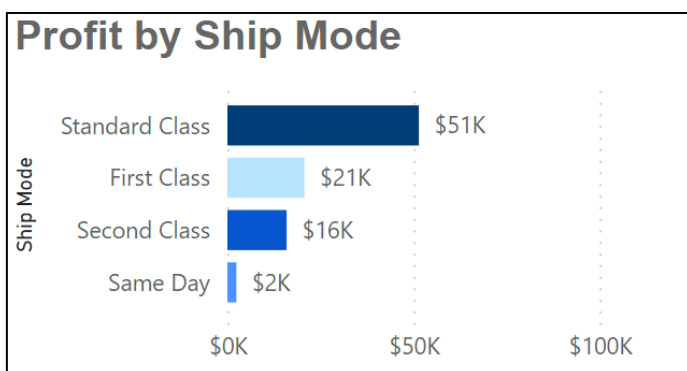 Profit by Ship Mode
Ship Mode
Standard Class $51K
First Class $21K
Second Class $16K
Same Day $2K
$0K $50K $100K